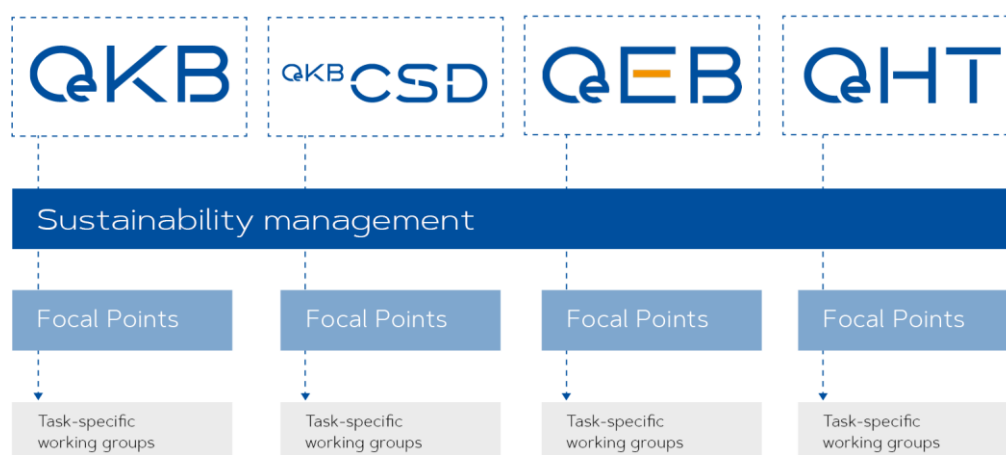 OeKB
OeKB CSD
OeEB
OeHT
Sustainability management
Focal Points
Focal Points
Focal Points
Focal Points
Task-specific
working groups
Task-specific
working groups
Task-specific
working groups
Task-specific
working groups